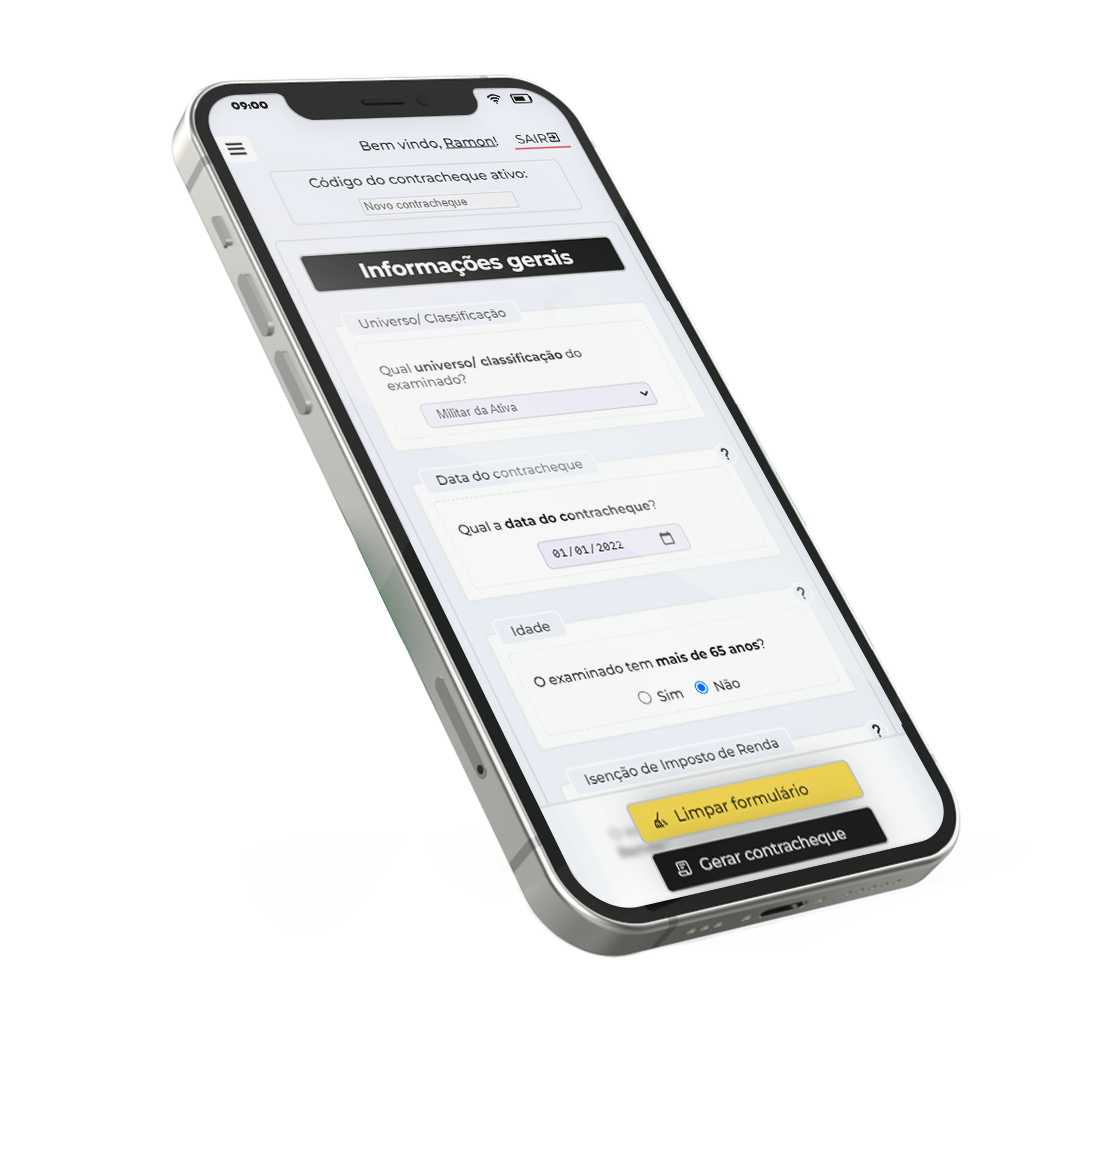 09:00
Bem vindo, Ramon!
SAIR
Código do contracheque ativo:
Novo contracheque
Informações gerais
Universo/ Classificação
Qual universo/ classificação do
examinado?
Militar da Ativa
Data do contracheque
?
Qual a data do contracheque?
01/01/2022
Idade
?
O examinado tem mais de 65 anos?
Sim
Não
Isenção de Imposto de Renda
?
Limpar formulário
Gerar contracheque